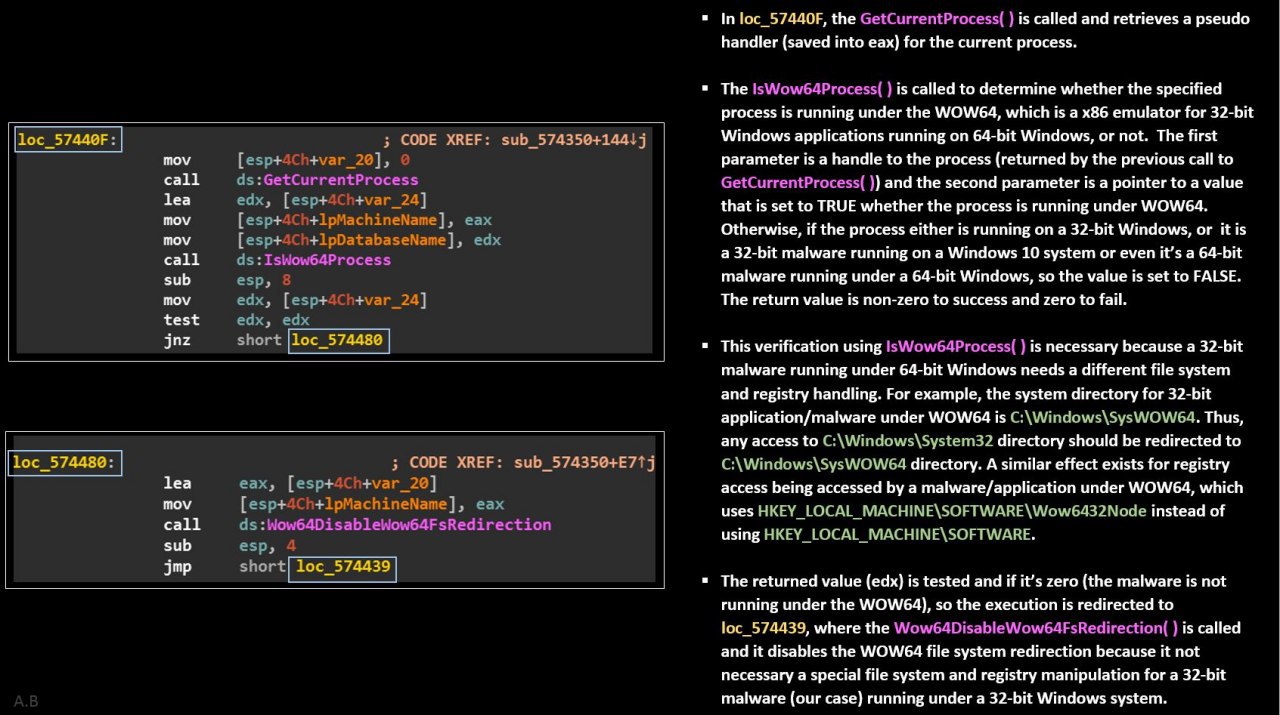 loc_57440F: ; CODE XREF: sub_574350+144↓j
mov [esp+4Ch+var_20], 0
call ds:GetCurrentProcess
lea edx, [esp+4Ch+var_24]
mov [esp+4Ch+lpMachineName], eax
mov [esp+4Ch+lpDatabaseName], edx
call ds:IsWow64Process
sub esp, 8
mov edx, [esp+4Ch+var_24]
test edx, edx
jnz short loc_574480
loc_574480: ; CODE XREF: sub_574350+E7↑j
lea eax, [esp+4Ch+var_20]
mov [esp+4Ch+lpMachineName], eax
call ds:Wow64DisableWow64FsRedirection
sub esp, 4
jmp short loc_574439
A.B
▪ In loc_57440F, the GetCurrentProcess( ) is called and retrieves a pseudo
handler (saved into eax) for the current process.
▪ The IsWow64Process( ) is called to determine whether the specified
process is running under the WOW64, which is a x86 emulator for 32-bit
Windows applications running on 64-bit Windows, or not. The first
parameter is a handle to the process (returned by the previous call to
GetCurrentProcess( )) and the second parameter is a pointer to a value
that is set to TRUE whether the process is running under WOW64.
Otherwise, if the process either is running on a 32-bit Windows, or it is
a 32-bit malware running on a Windows 10 system or even it's a 64-bit
malware running under a 64-bit Windows, so the value is set to FALSE.
The return value is non-zero to success and zero to fail.
▪ This verification using IsWow64Process( ) is necessary because a 32-bit
malware running under 64-bit Windows needs a different file system
and registry handling. For example, the system directory for 32-bit
application/malware under WOW64 is C:\Windows\SysWOW64. Thus,
any access to C:\Windows\System32 directory should be redirected to
C:\Windows\SysWOW64 directory. A similar effect exists for registry
access being accessed by a malware/application under WOW64, which
uses HKEY_LOCAL_MACHINE\SOFTWARE\Wow6432Node instead of
using HKEY_LOCAL_MACHINE\SOFTWARE.
▪ The returned value (edx) is tested and if it's zero (the malware is not
running under the WOW64), so the execution is redirected to
loc_574439, where the Wow64DisableWow64FsRedirection( ) is called
and it disables the WOW64 file system redirection because it not
necessary a special file system and registry manipulation for a 32-bit
malware (our case) running under a 32-bit Windows system.